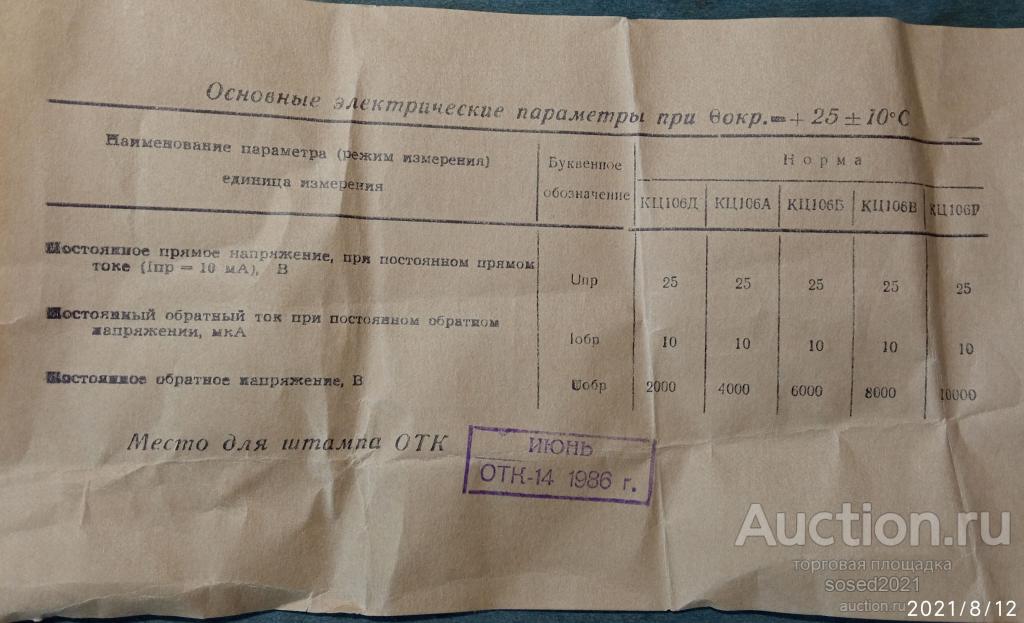 Основные электрические параметры при Θокр.=+25±10°С
Наименование параметра (режим измерения)
единица измерения
Буквенное
обозначение
Норма
КЦ106Д КЦ106А КЦ106Б КЦ106В КЦ106Г
Постоянное прямое напряжение, при постоянном прямом
токе (Iпр = 10 мА), В
Uпр 25 25 25 25 25
Постоянный обратный ток при постоянном обратном
напряжении, мкА
Iобр 10 10 10 10 10
Постоянное обратное напряжение, В
Uобр 2000 4000 6000 8000 10000
Место для штампа ОТК
ИЮНЬ
ОТК-14 1986 г.
Auction.ru
торговая площадка
sosed2021
auction.ru
2021/8/12